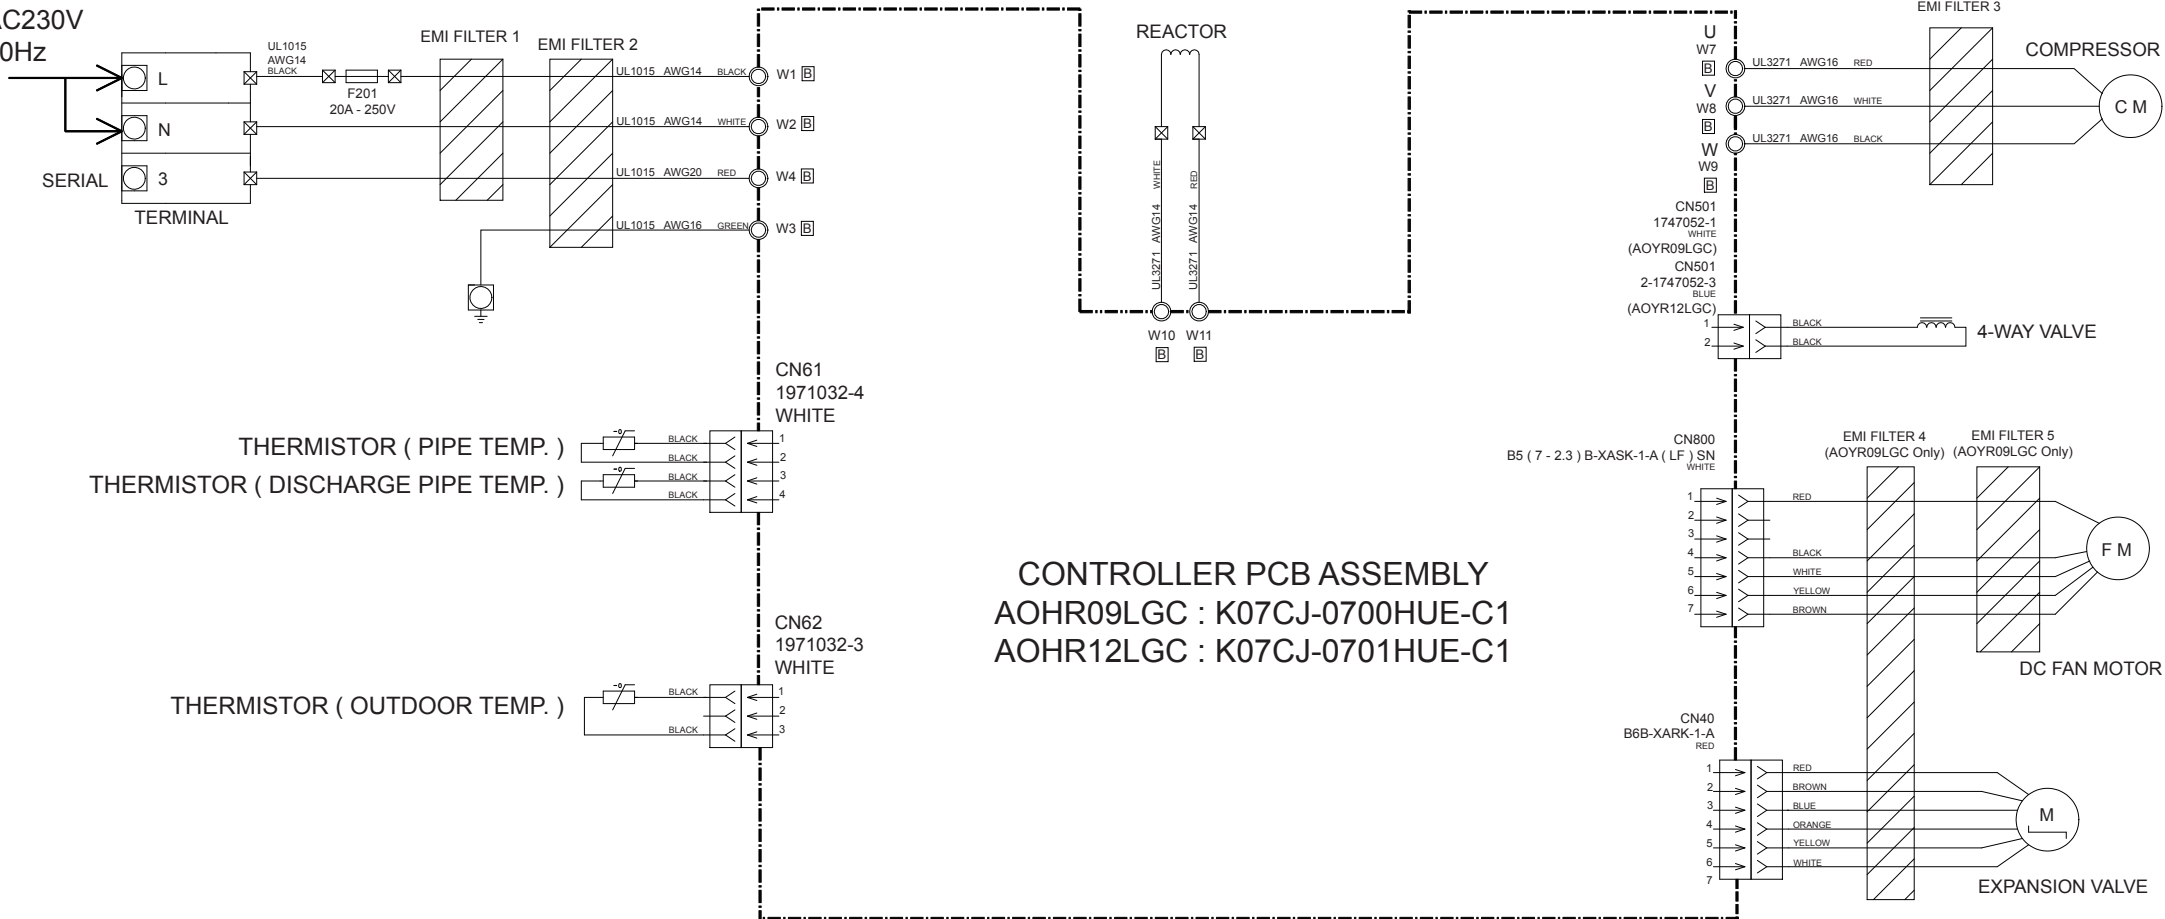 AC230V
0Hz
L
N
SERIAL
3
TERMINAL
UL1015
AWG14
BLACK
F201
20A - 250V
EMI FILTER 1
EMI FILTER 2
UL1015 AWG14 BLACK
W1 B
UL1015 AWG14 WHITE
W2 B
UL1015 AWG20 RED
W4 B
UL1015 AWG16 GREEN
W3 B
REACTOR
UL3271 AWG14 WHITE
UL3271 AWG14 RED
W10 W11
B B
EMI FILTER 3
COMPRESSOR
U
W7
B
UL3271 AWG16 RED
V
W8
B
UL3271 AWG16 WHITE
W
W9
B
UL3271 AWG16 BLACK
C M
CN501
1747052-1
WHITE
(AOYR09LGC)
CN501
2-1747052-3
BLUE
(AOYR12LGC)
1 BLACK
2 BLACK
4-WAY VALVE
CN61
1971032-4
WHITE
THERMISTOR ( PIPE TEMP. )
-θ
BLACK 1
BLACK 2
THERMISTOR ( DISCHARGE PIPE TEMP. )
-θ
BLACK 3
BLACK 4
CN62
1971032-3
WHITE
THERMISTOR ( OUTDOOR TEMP. )
-θ
BLACK 1
2
BLACK 3
CONTROLLER PCB ASSEMBLY
AOHR09LGC : K07CJ-0700HUE-C1
AOHR12LGC : K07CJ-0701HUE-C1
CN800
B5 ( 7 - 2.3 ) B-XASK-1-A ( LF ) SN
WHITE
EMI FILTER 4
(AOYR09LGC Only)
EMI FILTER 5
(AOYR09LGC Only)
1 RED
2
3
4 BLACK
5 WHITE
6 YELLOW
7 BROWN
F M
DC FAN MOTOR
CN40
B6B-XARK-1-A
RED
1 RED
2 BROWN
3 BLUE
4 ORANGE
5 YELLOW
6 WHITE
7
M
EXPANSION VALVE